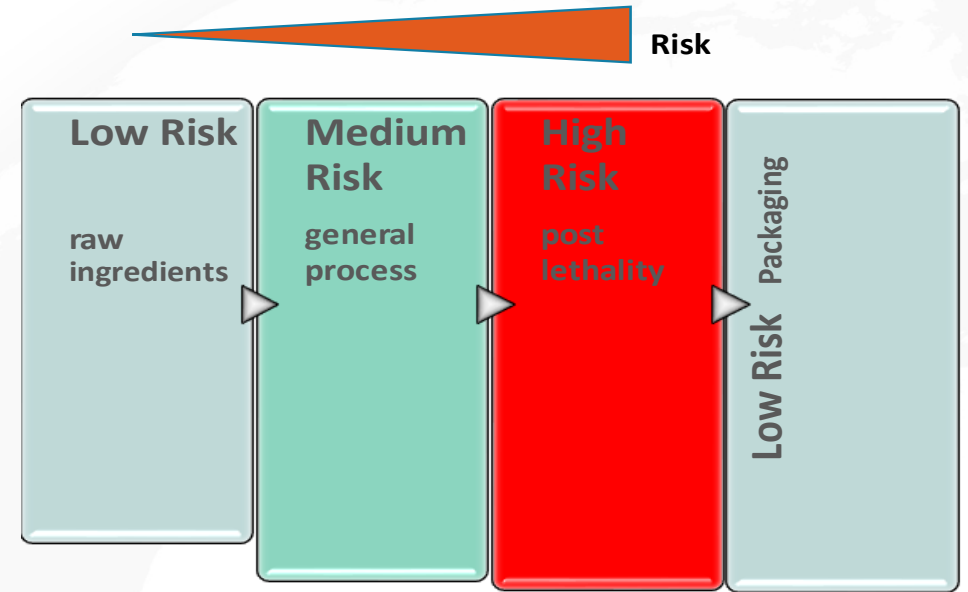 Risk
Low Risk
raw
ingredients
Medium
Risk
general
process
High
Risk
post
lethality
Low Risk Packaging